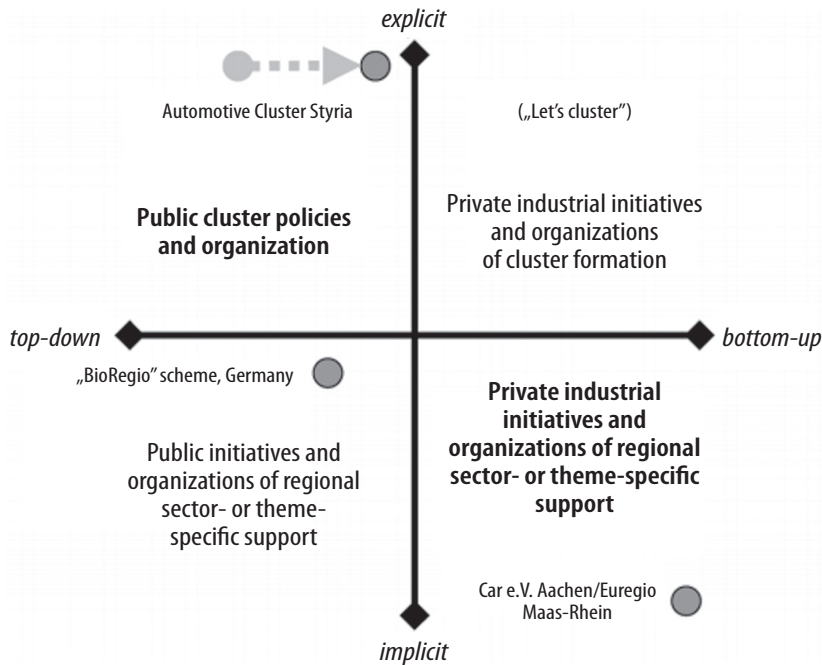 explicit
Automotive Cluster Styria
(„Let's cluster”)
Public cluster policies
and organization
Private industrial initiatives
and organizations
of cluster formation
top-down
bottom-up
„BioRegio” scheme, Germany
Public initiatives and
organizations of regional
sector- or theme-
specific support
Private industrial
initiatives and
organizations of regional
sector- or theme-specific
support
Car e.V. Aachen/Euregio
Maas-Rhein
implicit